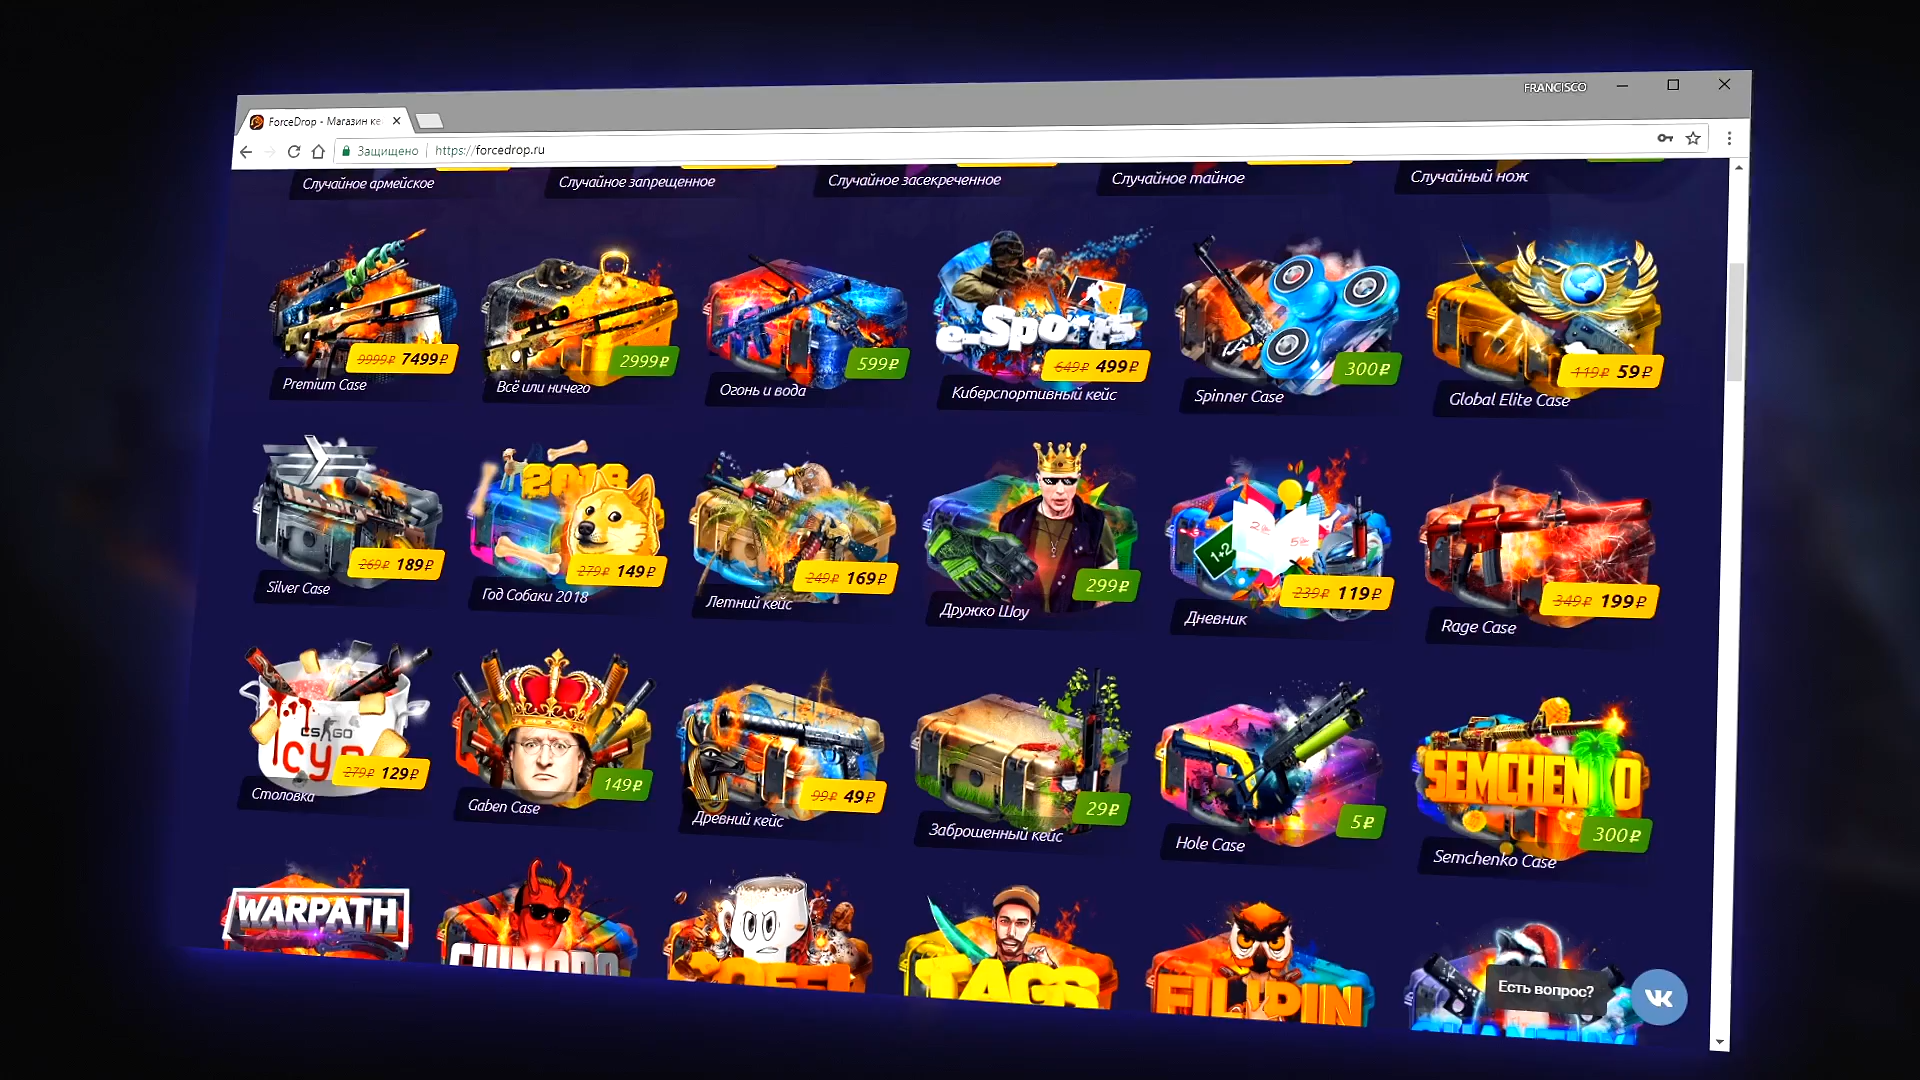 FRANCISCO
ForceDrop - Магазин ке
Защищено https://forcedrop.ru
Случайное армейское
Случайное запрещенное
Случайное засекреченное
Случайное тайное
Случайный нож
9999₽ 7499₽
Premium Case
2999₽
Всё или ничего
599₽
Огонь и вода
e-Sports
649₽ 499₽
Киберспортивный кейс
300₽
Spinner Case
119₽ 59₽
Global Elite Case
269₽ 189₽
Silver Case
2018
279₽ 149₽
Год Собаки 2018
249₽ 169₽
Летний кейс
299₽
Дружко Шоу
1+2
239₽ 119₽
Дневник
349₽ 199₽
Rage Case
CS GO
279₽ 129₽
Столовка
149₽
Gaben Case
99₽ 49₽
Древний кейс
29₽
Заброшенный кейс
5₽
Hole Case
SEMCHENKO
300₽
Semchenko Case
WARPATH
TAGS
FILIPIN
Есть вопрос?